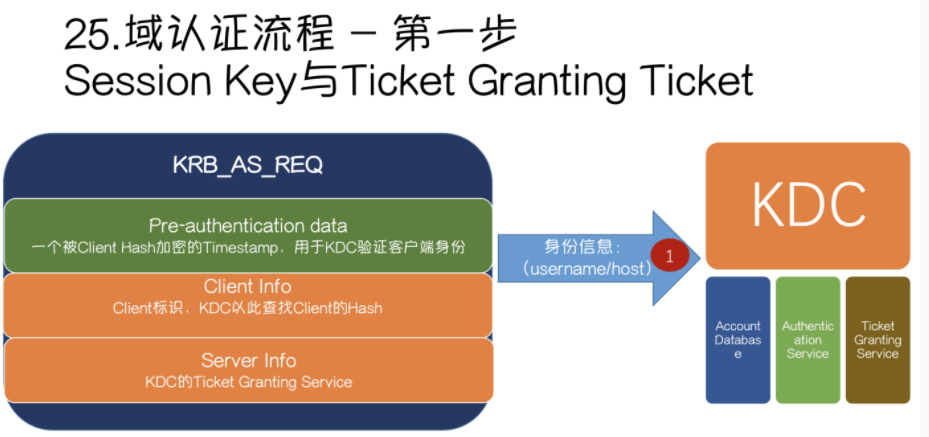 25.域认证流程 – 第一步
Session Key与Ticket Granting Ticket
KRB_AS_REQ
Pre-authentication data
一个被Client Hash加密的Timestamp，用于KDC验证客户端身份
Client Info
Client标识，KDC以此查找Client的Hash
Server Info
KDC的Ticket Granting Service
身份信息：
（username/host）
1
KDC
Account
Databas
e
Authentic
ation
Service
Ticket
Granting
Service